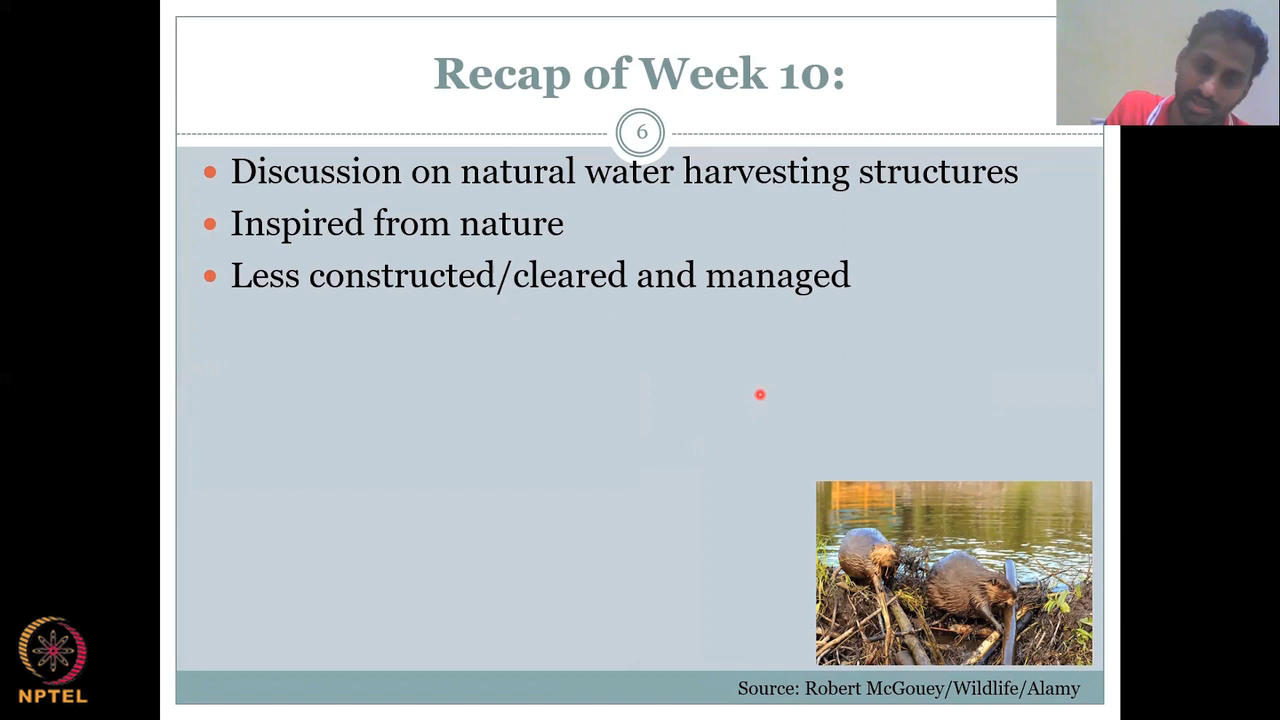 Recap of Week 10:
6
Discussion on natural water harvesting structures
Inspired from nature
Less constructed/cleared and managed
NPTEL
Source: Robert McGouey/Wildlife/Alamy